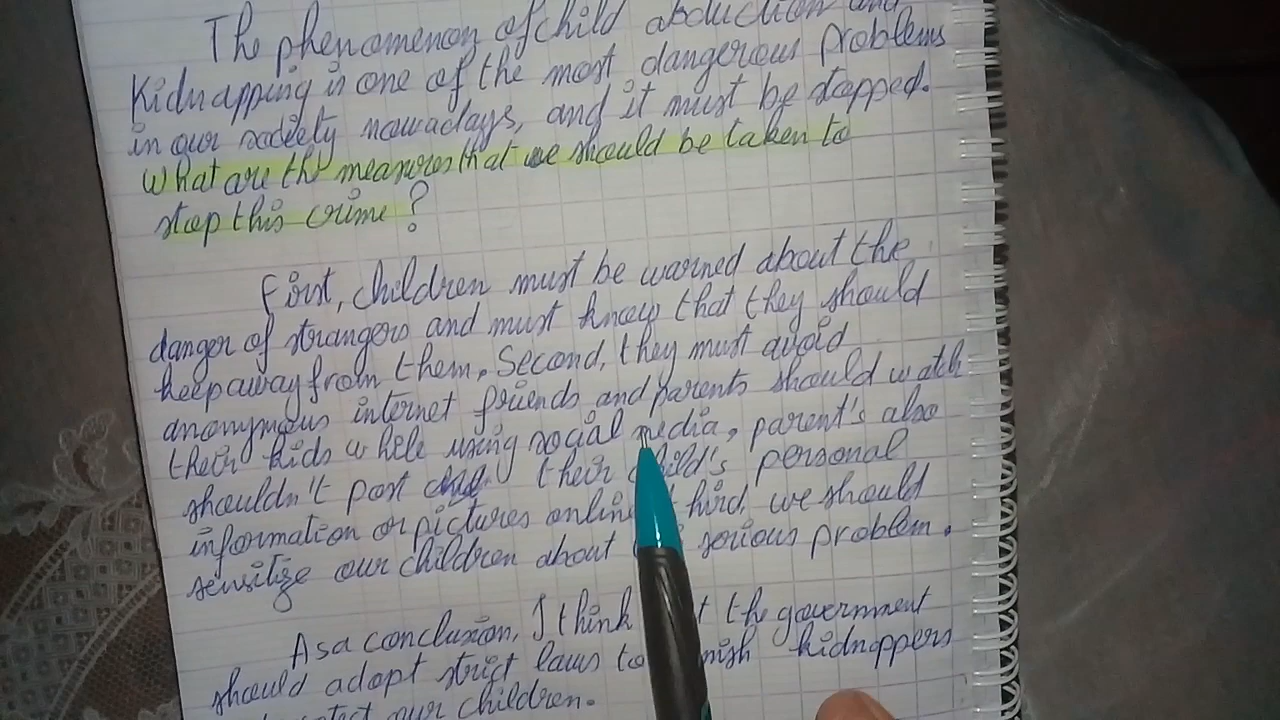 The phenomenon of child abduction and
Kidnapping is one of the most dangerous problems
in our society nowadays, and it must be stopped.
What are the measures that we should be taken to
stop this crime?
First, children must be warned about the
danger of strangers and must know that they should
keep away from them. Second, they must avoid
anonymous internet friends and parents should watch
their kids while using social media, parent's also
shouldn't post their child's personal
information or pictures online third, we should
sensitize our children about serious problem.
As a conclusion, I think the government
should adopt strict laws to kidnappers
our children.